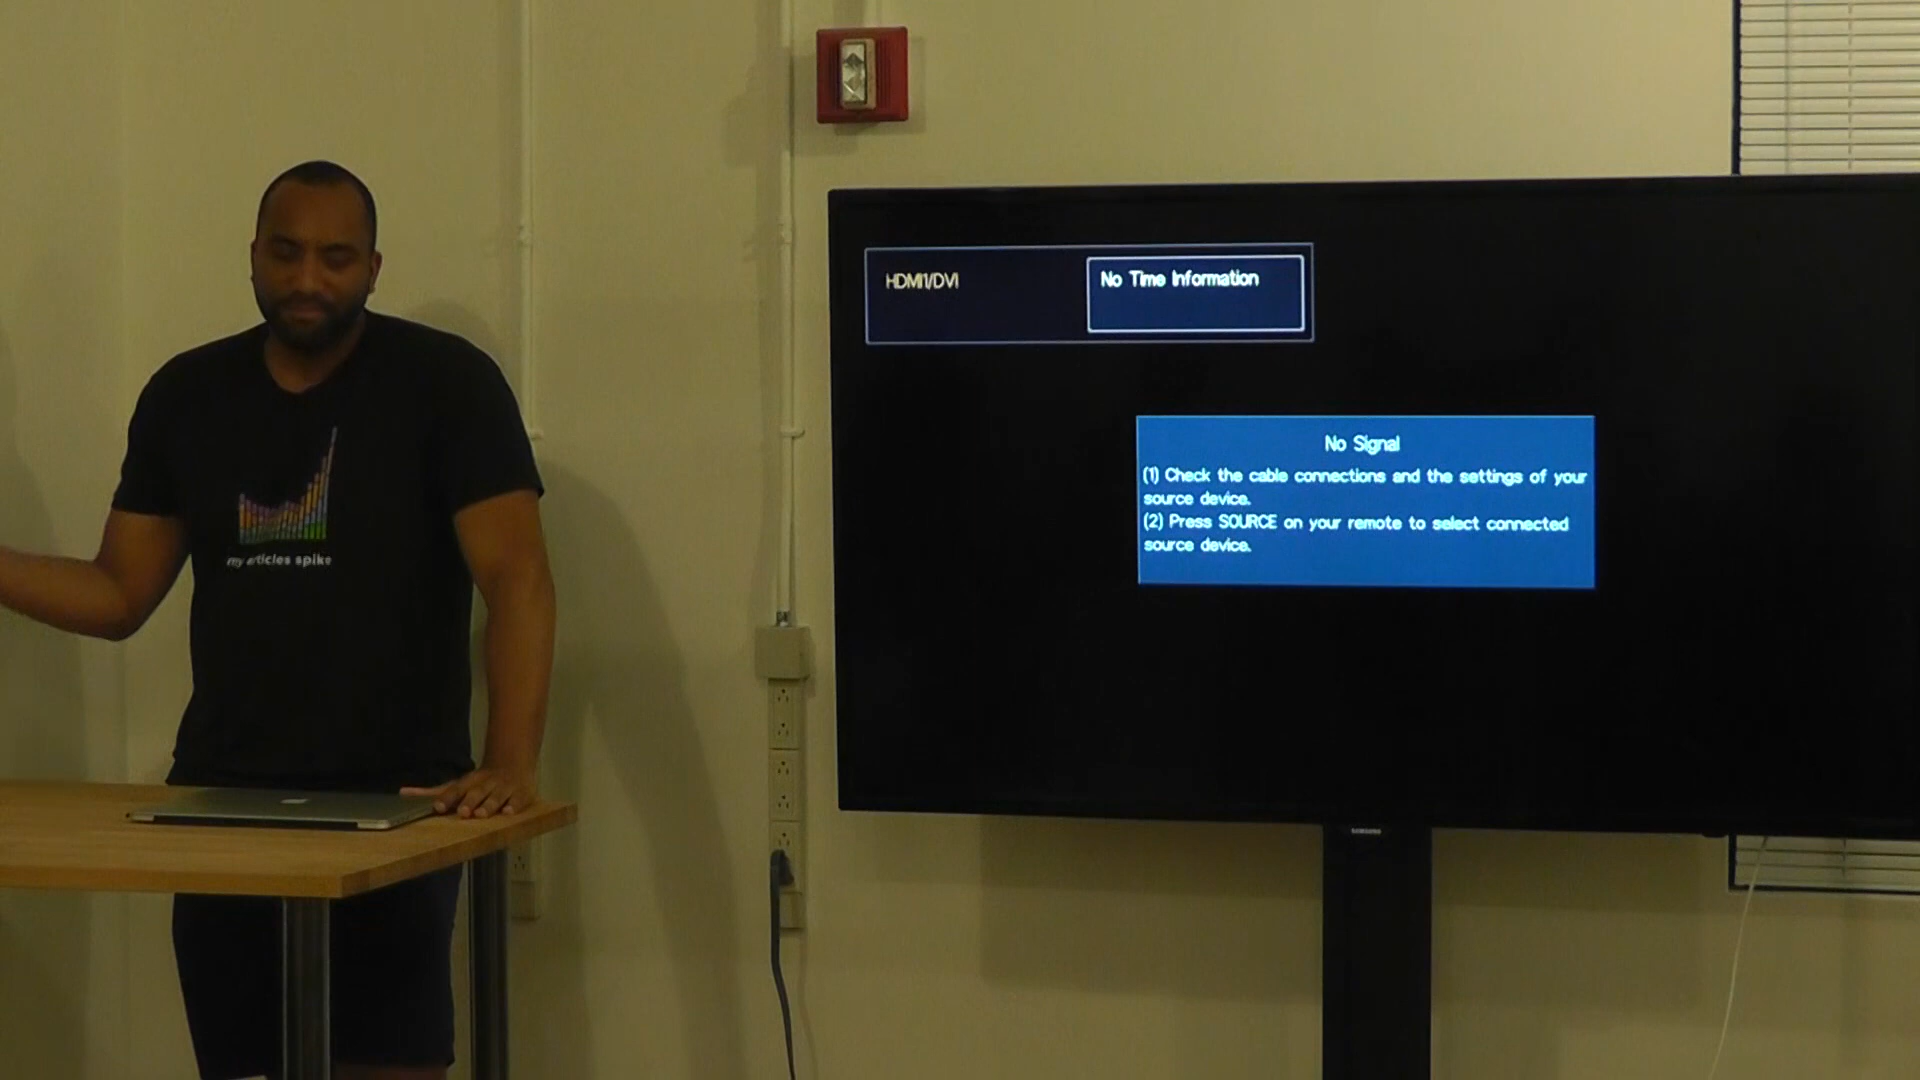 HDMI1/DVI
No Time Information
No Signal
(1) Check the cable connections and the settings of your
source device.
(2) Press SOURCE on your remote to select connected
source device.
my articles spike
SAMSUNG